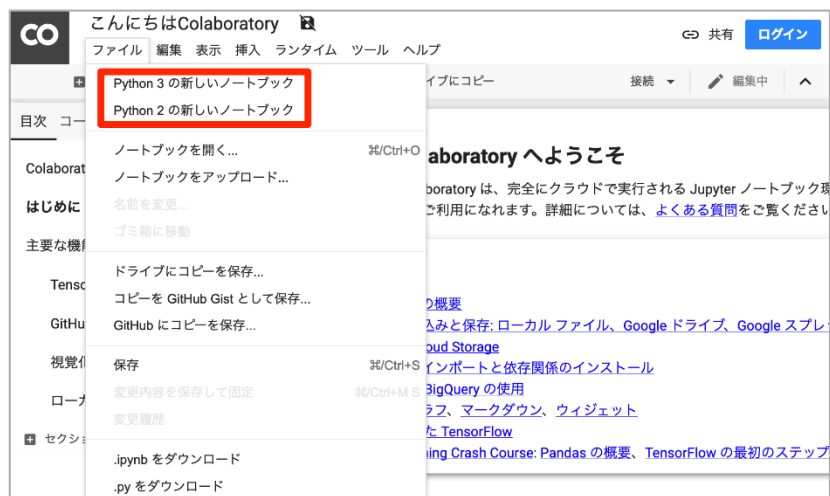 CO こんにちはColaboratory
共有 ログイン
ファイル 編集 表示 挿入 ランタイム ツール ヘルプ
Python 3 の新しいノートブック
イブにコピー 接続 編集中
Python 2 の新しいノートブック
目次 コー
ノートブックを開く... ⌘/Ctrl+O
aboratory へようこそ
Colaborat
ノートブックをアップロード...
boratory は、完全にクラウドで実行される Jupyter ノートブック環
はじめに
名前を変更...
ご利用になれます。詳細については、よくある質問をご覧くださ
ゴミ箱に移動
主要な機
ドライブにコピーを保存...
Tenso
コピーを GitHub Gist として保存...
の概要
GitHu
GitHub にコピーを保存...
込みと保存: ローカル ファイル、Google ドライブ、Google スプレ
oud Storage
視覚化
保存 ⌘/Ctrl+S
インポートと依存関係のインストール
変更内容を保存して固定 ⌘/Ctrl+M S
BigQuery の使用
ローカ
変更履歴
ラフ、マークダウン、ウィジェット
た TensorFlow
セクショ
.ipynb をダウンロード
ning Crash Course: Pandas の概要、TensorFlow の最初のステップ
.py をダウンロード